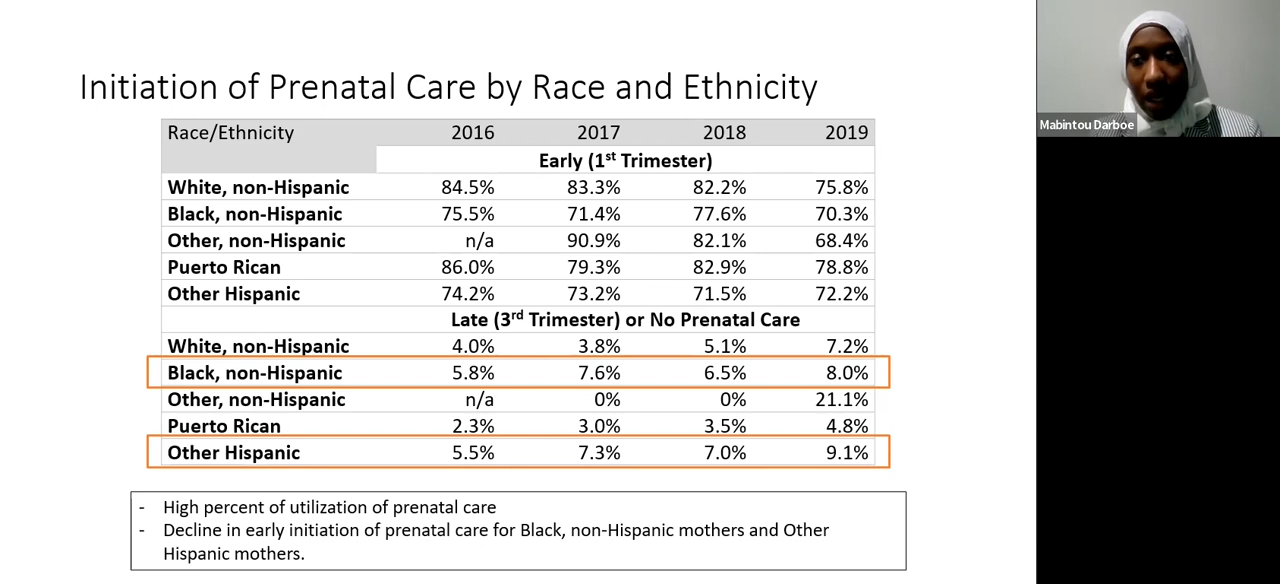 Initiation of Prenatal Care by Race and Ethnicity
Race/Ethnicity 2016 2017 2018 2019
Early (1st Trimester)
White, non-Hispanic 84.5% 83.3% 82.2% 75.8%
Black, non-Hispanic 75.5% 71.4% 77.6% 70.3%
Other, non-Hispanic n/a 90.9% 82.1% 68.4%
Puerto Rican 86.0% 79.3% 82.9% 78.8%
Other Hispanic 74.2% 73.2% 71.5% 72.2%
Late (3rd Trimester) or No Prenatal Care
White, non-Hispanic 4.0% 3.8% 5.1% 7.2%
Black, non-Hispanic 5.8% 7.6% 6.5% 8.0%
Other, non-Hispanic n/a 0% 0% 21.1%
Puerto Rican 2.3% 3.0% 3.5% 4.8%
Other Hispanic 5.5% 7.3% 7.0% 9.1%
- High percent of utilization of prenatal care
- Decline in early initiation of prenatal care for Black, non-Hispanic mothers and Other
Hispanic mothers.
Mabintou Darboe